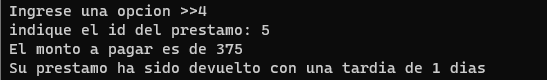 Ingrese una opcion >>4
indique el id del prestamo: 5
El monto a pagar es de 375
Su prestamo ha sido devuelto con una tardia de 1 dias